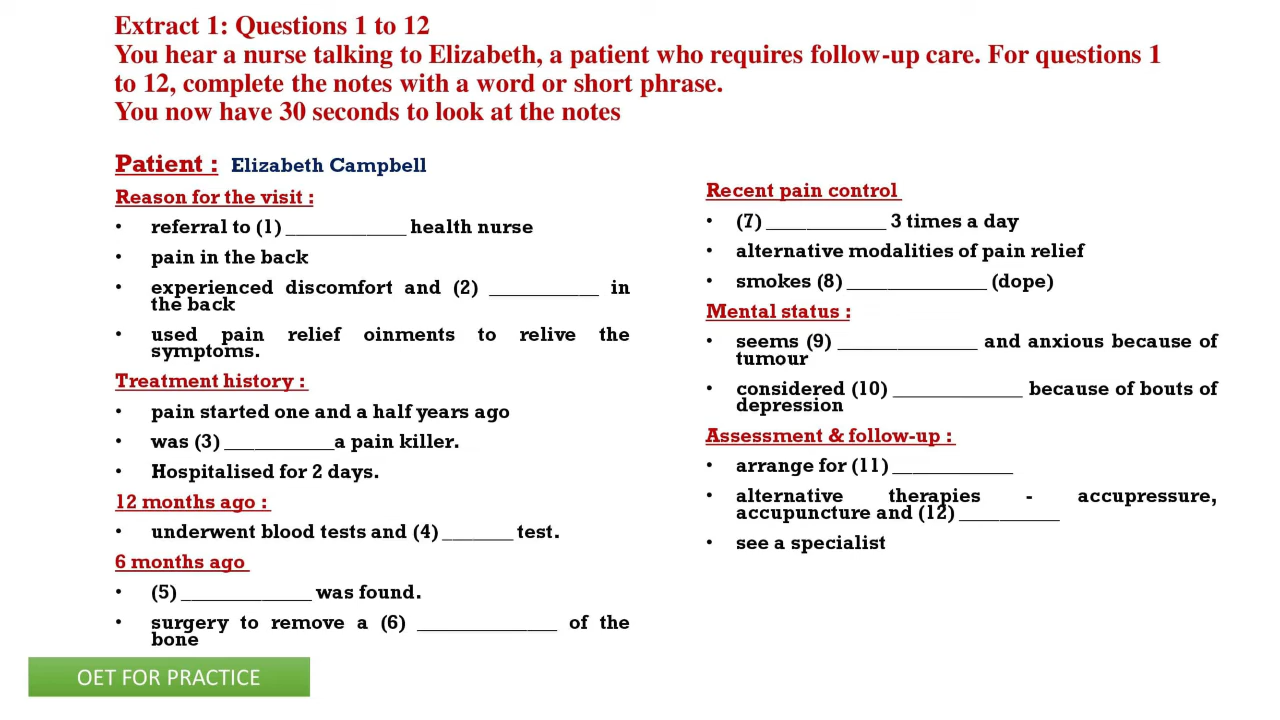 Extract 1: Questions 1 to 12
You hear a nurse talking to Elizabeth, a patient who requires follow-up care. For questions 1
to 12, complete the notes with a word or short phrase.
You now have 30 seconds to look at the notes
Patient : Elizabeth Campbell
Reason for the visit :
• referral to (1) ____________ health nurse
• pain in the back
• experienced discomfort and (2) ___________ in
the back
• used pain relief oinments to relive the
symptoms.
Treatment history :
• pain started one and a half years ago
• was (3) ___________a pain killer.
• Hospitalised for 2 days.
12 months ago :
• underwent blood tests and (4) _______ test.
6 months ago
• (5) _____________ was found.
• surgery to remove a (6) ______________ of the
bone
Recent pain control
• (7) ____________ 3 times a day
• alternative modalities of pain relief
• smokes (8) ______________ (dope)
Mental status :
• seems (9) ______________ and anxious because of
tumour
• considered (10) _____________ because of bouts of
depression
Assessment & follow-up :
• arrange for (11) ____________
• alternative therapies - accupressure,
accupuncture and (12) __________
• see a specialist
OET FOR PRACTICE